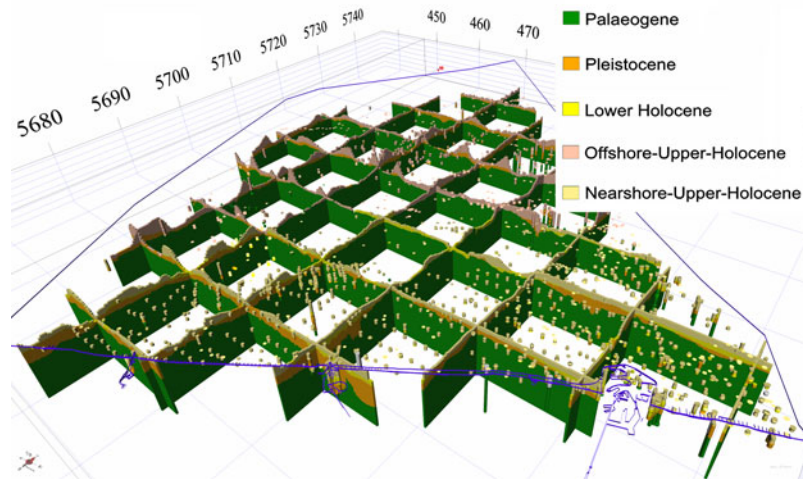 5680
5690
5700
5710
5720
5730
5740
450
460
470
Palaeogene
Pleistocene
Lower Holocene
Offshore-Upper-Holocene
Nearshore-Upper-Holocene